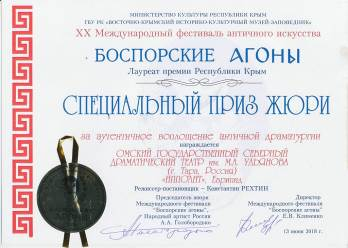 МИНИСТЕРСТВО КУЛЬТУРЫ РЕСПУБЛИКИ КРЫМ
ГБУ РК «ВОСТОЧНО-КРЫМСКИЙ ИСТОРИКО-КУЛЬТУРНЫЙ МУЗЕЙ-ЗАПОВЕДНИК»
XX Международный фестиваль античного искусства
БОСПОРСКИЕ АГОНЫ
Лауреат премии Республики Крым
СПЕЦИАЛЬНЫЙ ПРИЗ ЖЮРИ
за аутентичное воплощение античной драматургии
награждается
ОМСКИЙ ГОСУДАРСТВЕННЫЙ СЕВЕРНЫЙ
ДРАМАТИЧЕСКИЙ ТЕАТР им. М.А. УЛЬЯНОВА
(г. Тара, Россия)
«ИППОЛИТ», Еврипид
Режиссер-постановщик – Константин РЕХТИН
Председатель жюри
Международного фестиваля
"Боспорские агоны",
Народный артист России
А.А. Голобородько
Директор
Международного фестиваля
"Боспорские агоны"
Е.В. Клименко
13 июня 2018 г.